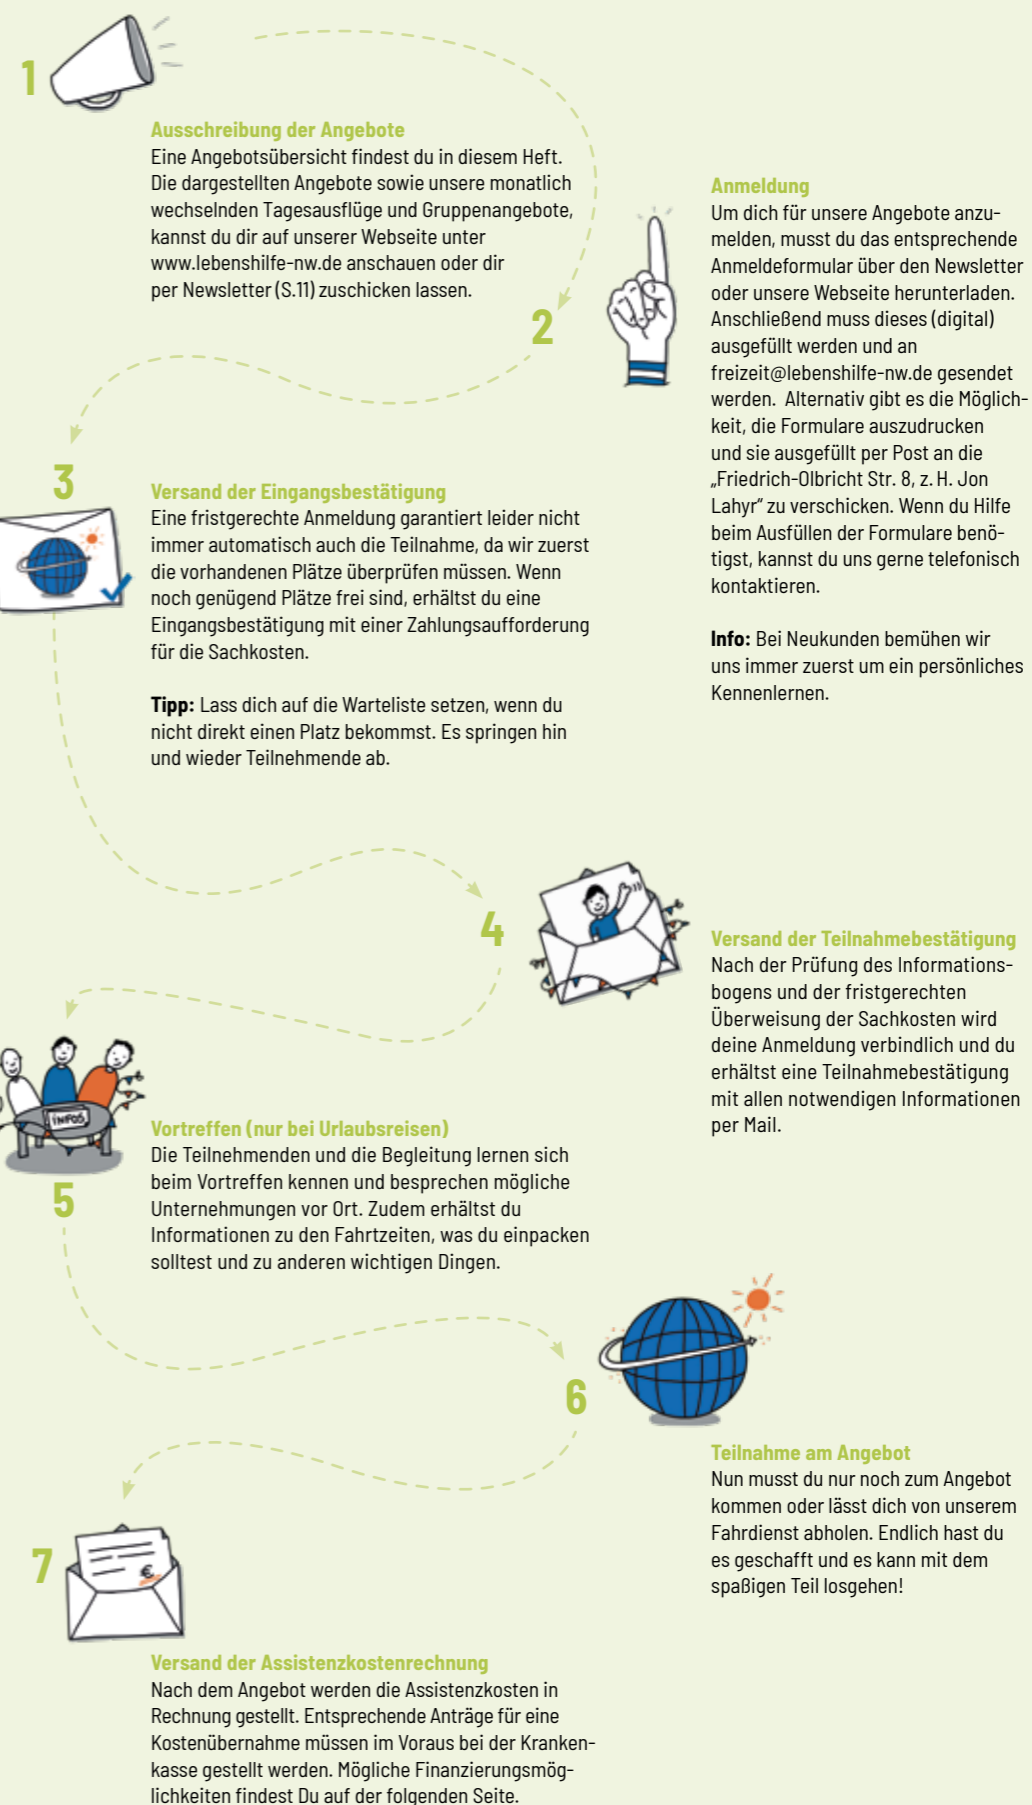 1
Ausschreibung der Angebote
Eine Angebotsübersicht findest du in diesem Heft.
Die dargestellten Angebote sowie unsere monatlich
wechselnden Tagesausflüge und Gruppenangebote,
kannst du dir auf unserer Webseite unter
www.lebenshilfe-nw.de anschauen oder dir
per Newsletter (S.11) zuschicken lassen.
2
Anmeldung
Um dich für unsere Angebote anzu-
melden, musst du das entsprechende
Anmeldeformular über den Newsletter
oder unsere Webseite herunterladen.
Anschließend muss dieses (digital)
ausgefüllt werden und an
freizeit@lebenshilfe-nw.de gesendet
werden. Alternativ gibt es die Möglich-
keit, die Formulare auszudrucken
und sie ausgefüllt per Post an die
„Friedrich-Olbricht Str. 8, z. H. Jon
Lahyr“ zu verschicken. Wenn du Hilfe
beim Ausfüllen der Formulare benö-
tigst, kannst du uns gerne telefonisch
kontaktieren.
Info: Bei Neukunden bemühen wir
uns immer zuerst um ein persönliches
Kennenlernen.
3
Versand der Eingangsbestätigung
Eine fristgerechte Anmeldung garantiert leider nicht
immer automatisch auch die Teilnahme, da wir zuerst
die vorhandenen Plätze überprüfen müssen. Wenn
noch genügend Plätze frei sind, erhältst du eine
Eingangsbestätigung mit einer Zahlungsaufforderung
für die Sachkosten.
Tipp: Lass dich auf die Warteliste setzen, wenn du
nicht direkt einen Platz bekommst. Es springen hin
und wieder Teilnehmende ab.
4
Versand der Teilnahmebestätigung
Nach der Prüfung des Informations-
bogens und der fristgerechten
Überweisung der Sachkosten wird
deine Anmeldung verbindlich und du
erhältst eine Teilnahmebestätigung
mit allen notwendigen Informationen
per Mail.
INFOS
5
Vortreffen (nur bei Urlaubsreisen)
Die Teilnehmenden und die Begleitung lernen sich
beim Vortreffen kennen und besprechen mögliche
Unternehmungen vor Ort. Zudem erhältst du
Informationen zu den Fahrtzeiten, was du einpacken
solltest und zu anderen wichtigen Dingen.
6
Teilnahme am Angebot
Nun musst du nur noch zum Angebot
kommen oder lässt dich von unserem
Fahrdienst abholen. Endlich hast du
es geschafft und es kann mit dem
spaßigen Teil losgehen!
7
€
Versand der Assistenzkostenrechnung
Nach dem Angebot werden die Assistenzkosten in
Rechnung gestellt. Entsprechende Anträge für eine
Kostenübernahme müssen im Voraus bei der Kranken-
kasse gestellt werden. Mögliche Finanzierungsmög-
lichkeiten findest Du auf der folgenden Seite.